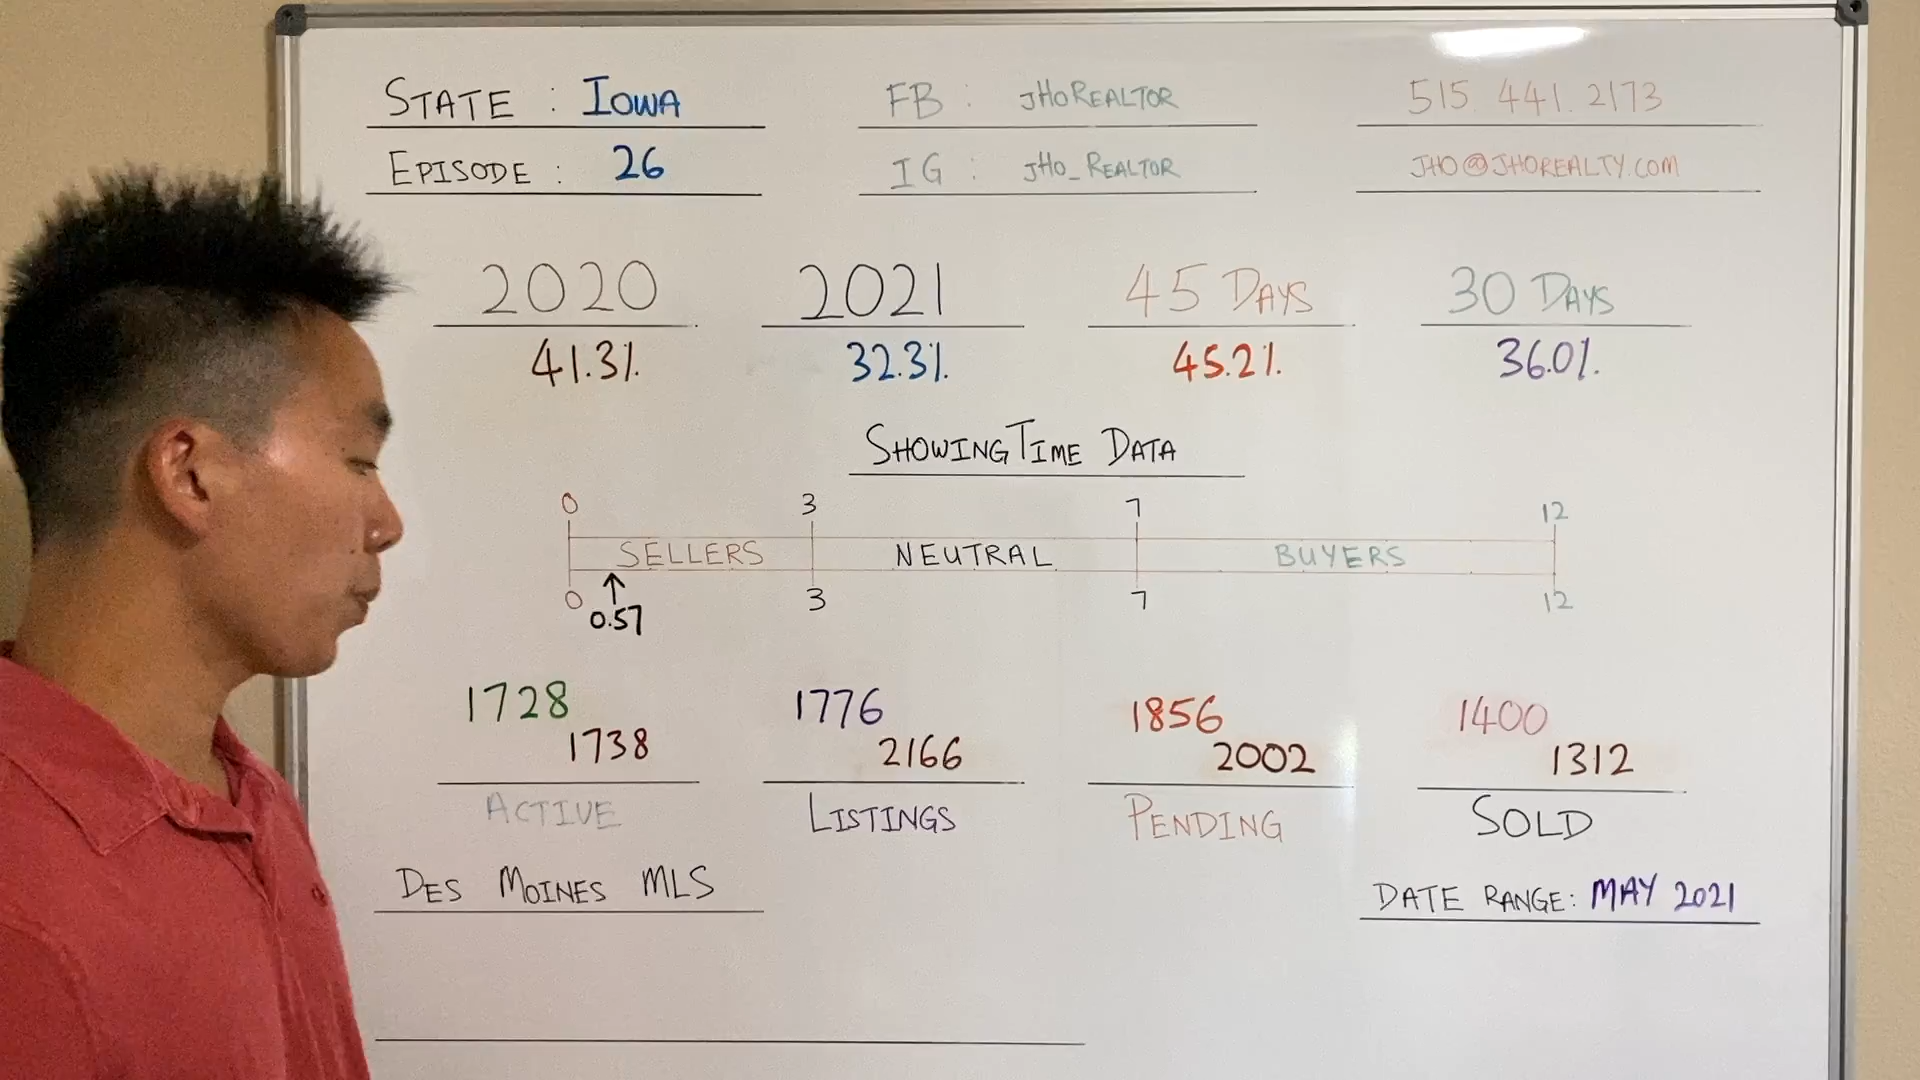 STATE : IOWA
EPISODE : 26
FB : JHOREALTOR
IG : JHO_REALTOR
515. 441. 2173
JHO@JHOREALTY.COM
2020
41.3%
2021
32.3%
45 DAYS
45.2%
30 DAYS
36.0%
SHOWINGTIME DATA
0 3 7 12
SELLERS NEUTRAL BUYERS
0 3 7 12
0.57
1728
1738
ACTIVE
1776
2166
LISTINGS
1856
2002
PENDING
1400
1312
SOLD
DES MOINES MLS
DATE RANGE: MAY 2021